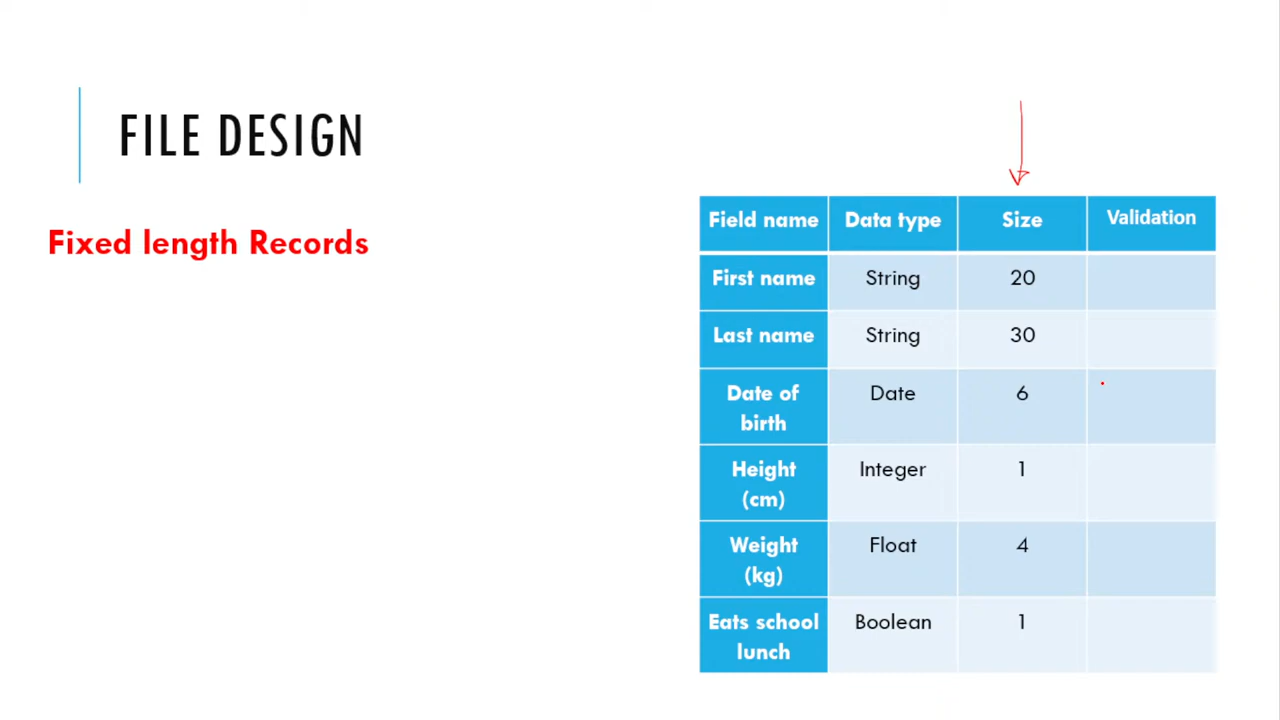 FILE DESIGN
Fixed length Records
Field name Data type Size Validation
First name String 20
Last name String 30
Date of birth Date 6
Height (cm) Integer 1
Weight (kg) Float 4
Eats school lunch Boolean 1